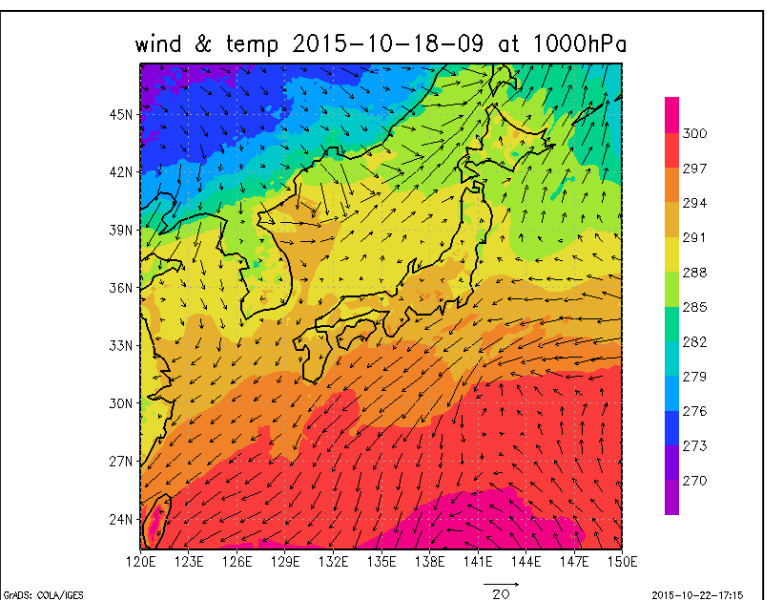 wind & temp 2015-10-18-09 at 1000hPa
45N
42N
39N
36N
33N
30N
27N
24N
120E 123E 126E 129E 132E 135E 138E 141E 144E 147E 150E
300
297
294
291
288
285
282
279
276
273
270
20
GrADS: COLA/IGES
2015-10-22-17:15